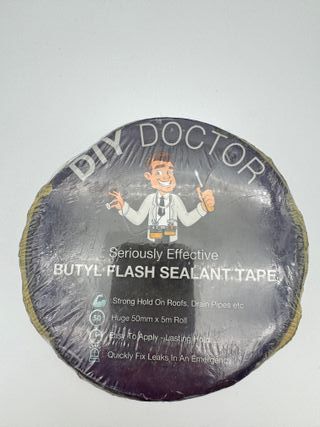 DIY DOCTOR
Seriously Effective
BUTYL FLASH SEALANT TAPE
Strong Hold On Roofs, Drain Pipes etc
50
Huge 50mm x 5m Roll
Easy To Apply - Lasting Hold
Quickly Fix Leaks In An Emergency